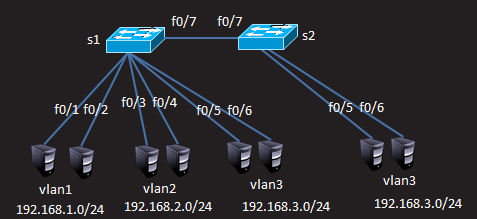 f0/7 f0/7
s1 s2
f0/1 f0/2 f0/3 f0/4 f0/5 f0/6 f0/5 f0/6
vlan1 vlan2 vlan3 vlan3
192.168.1.0/24 192.168.2.0/24 192.168.3.0/24 192.168.3.0/24